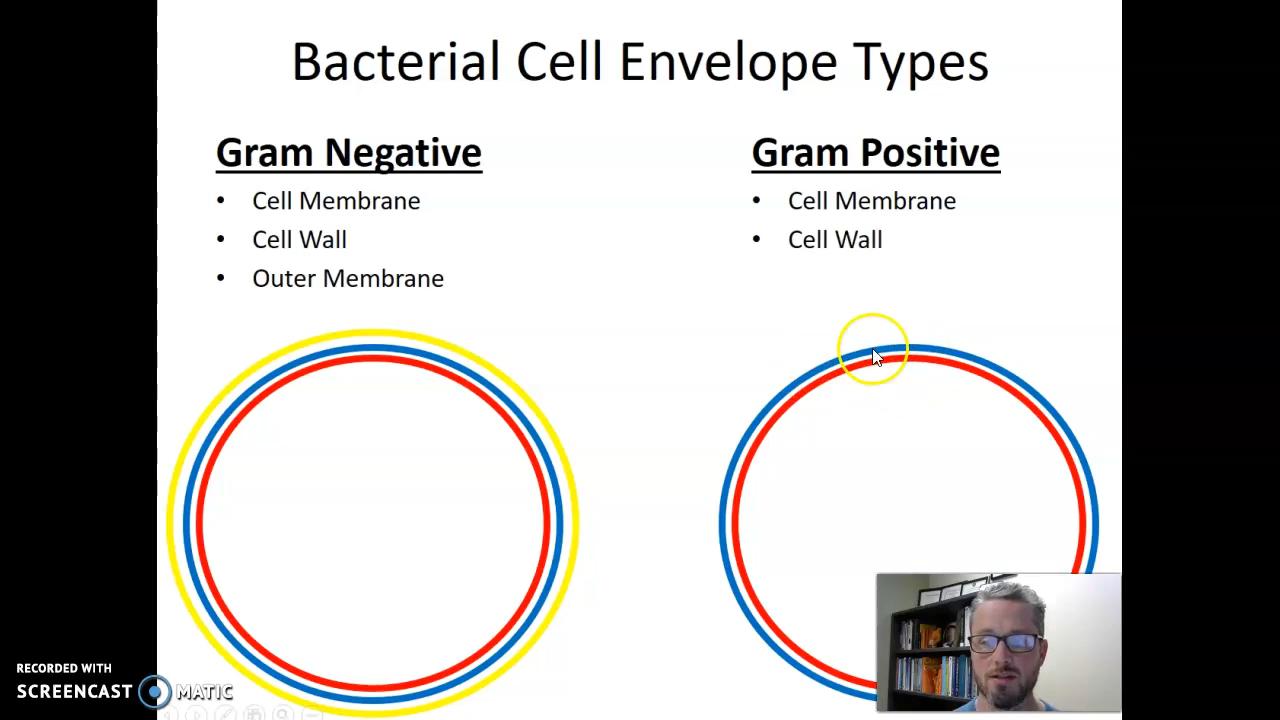 Bacterial Cell Envelope Types
Gram Negative
• Cell Membrane
• Cell Wall
• Outer Membrane
Gram Positive
• Cell Membrane
• Cell Wall
RECORDED WITH
SCREENCAST MATIC